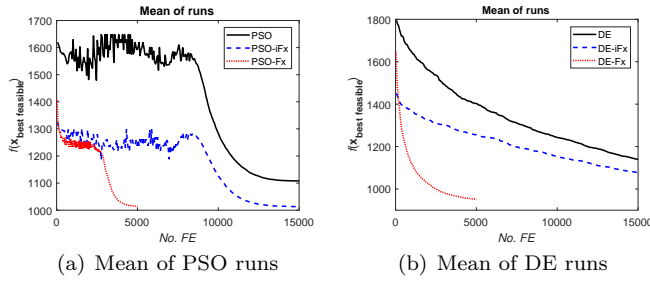 Mean of runs
1600
1500
1400
1300
1200
1100
1000
0
5000
10000
15000
No. FE
f(x_best feasible)
PSO
PSO-iFx
PSO-Fx
(a) Mean of PSO runs
Mean of runs
1800
1600
1400
1200
1000
0
5000
10000
15000
No. FE
f(x_best feasible)
DE
DE-iFx
DE-Fx
(b) Mean of DE runs